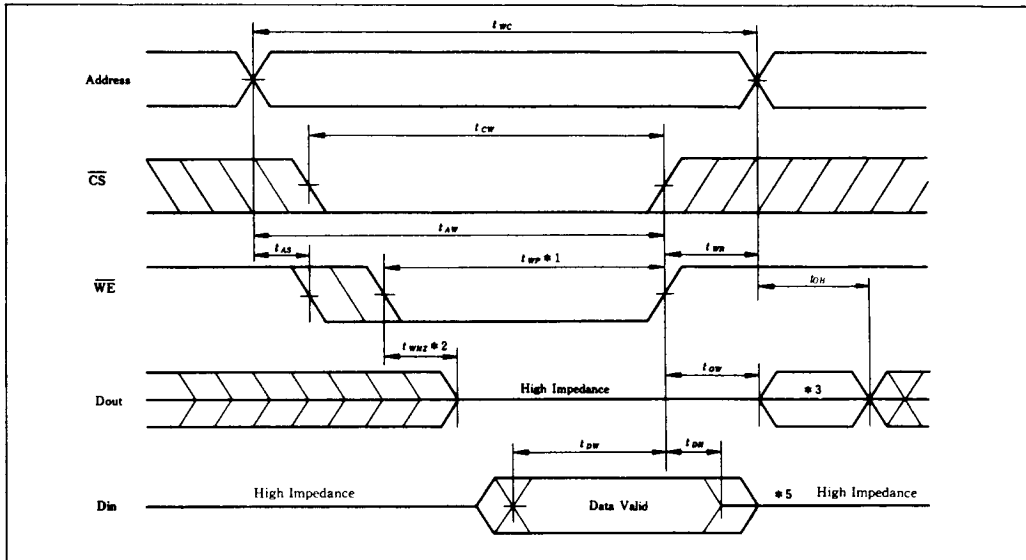 tWC
Address
tCW
CS
tAW
tAS
tWR
tWP *1
WE
tOH
tWHZ *2
tOW
High Impedance
*3
Dout
tDW
tDH
High Impedance
Data Valid
*5
High Impedance
Din